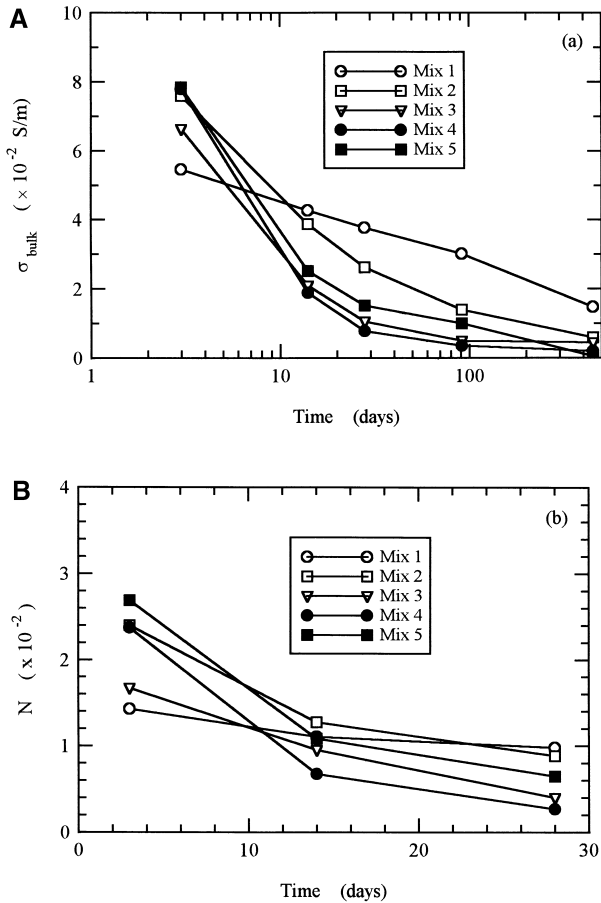 A
(a)
10
8
6
4
2
0
σ bulk ( × 10 -2 S/m)
Mix 1
Mix 2
Mix 3
Mix 4
Mix 5
1 10 100
Time (days)
B
(b)
4
3
2
1
0
N ( x 10 -2 )
Mix 1
Mix 2
Mix 3
Mix 4
Mix 5
0 10 20 30
Time (days)